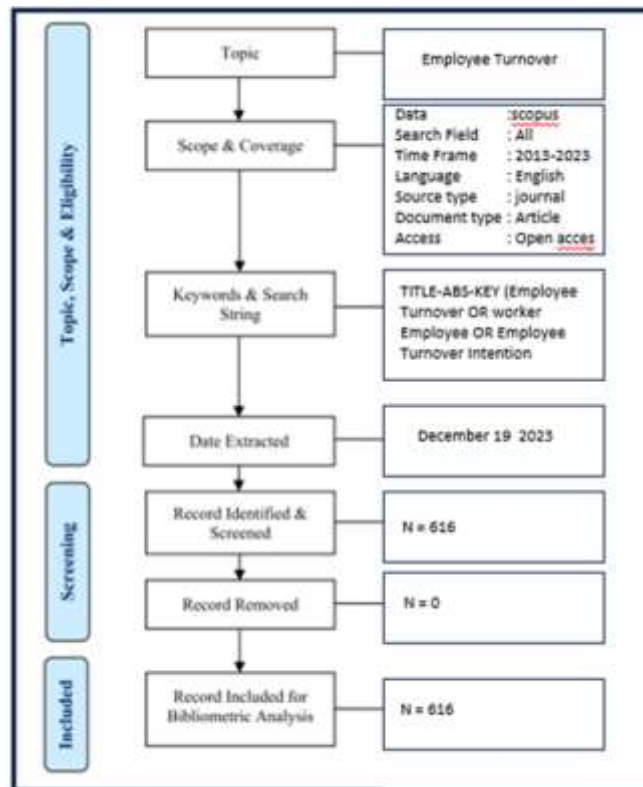 Topic, Scope & Eligibility
Topic
Employee Turnover
Scope & Coverage
Data :scopus
Search Field : All
Time Frame : 2013-2023
Language : English
Source type : journal
Document type : Article
Access : Open acces
Keywords & Search
String
TITLE-ABS-KEY (Employee
Turnover OR worker
Employee OR Employee
Turnover Intention
Date Extracted
December 19 2023
Screening
Record Identified &
Screened
N = 616
Record Removed
N = 0
Included
Record Included for
Bibliometric Analysis
N = 616